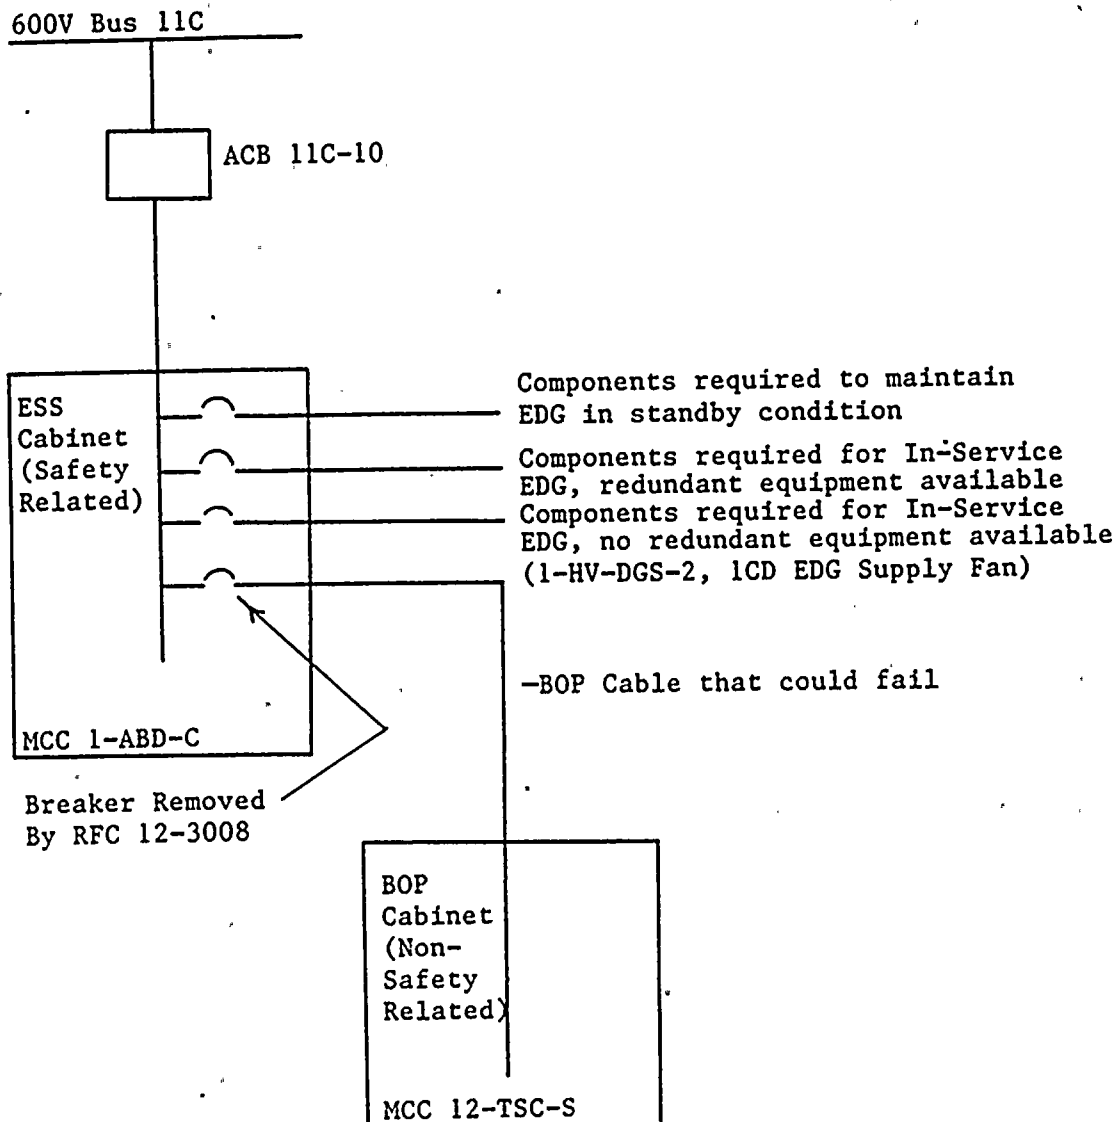 600V Bus 11C
ACB 11C-10
ESS
Cabinet
(Safety
Related)
Components required to maintain
EDG in standby condition
Components required for In-Service
EDG, redundant equipment available
Components required for In-Service
EDG, no redundant equipment available
(1-HV-DGS-2, 1CD EDG Supply Fan)
-BOP Cable that could fail
MCC 1-ABD-C
Breaker Removed
By RFC 12-3008
BOP
Cabinet
(Non-
Safety
Related)
MCC 12-TSC-S